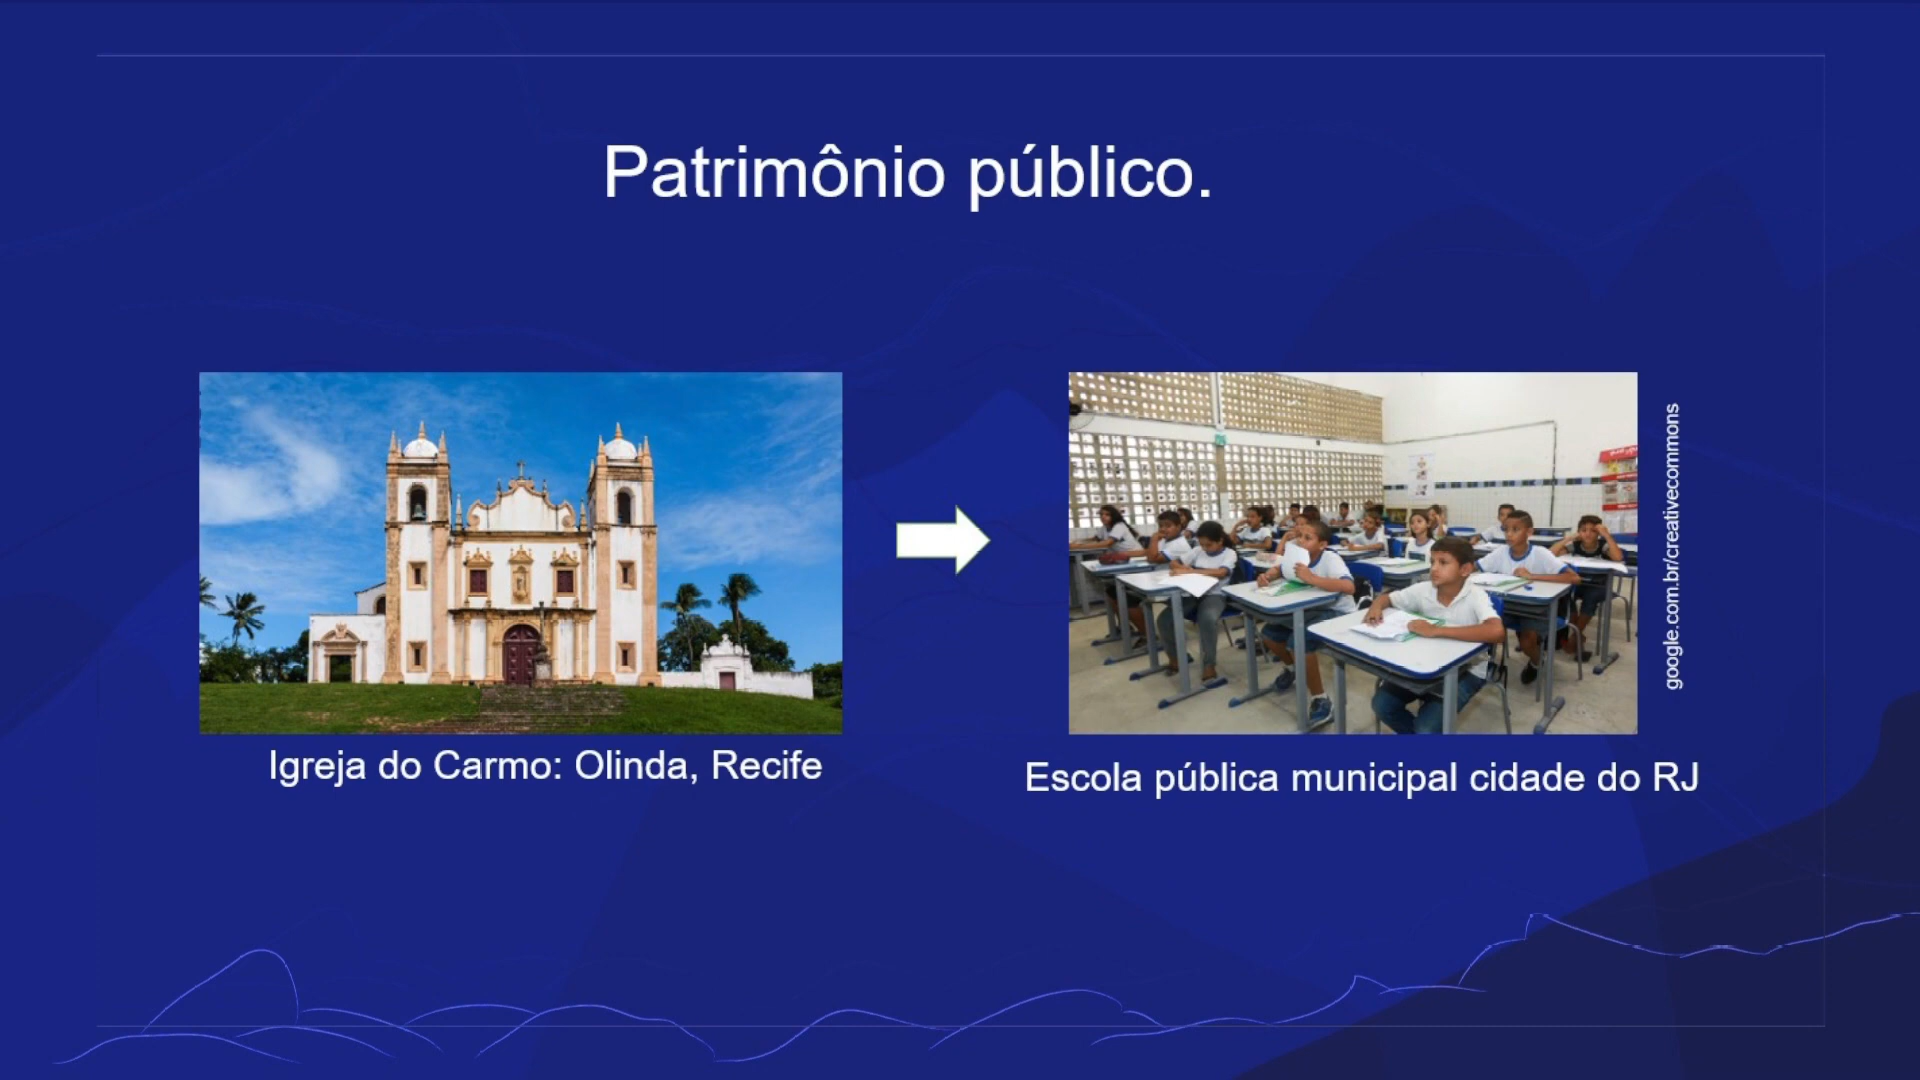 Patrimônio público.
Igreja do Carmo: Olinda, Recife
google.com.br/creativecommons
Escola pública municipal cidade do RJ